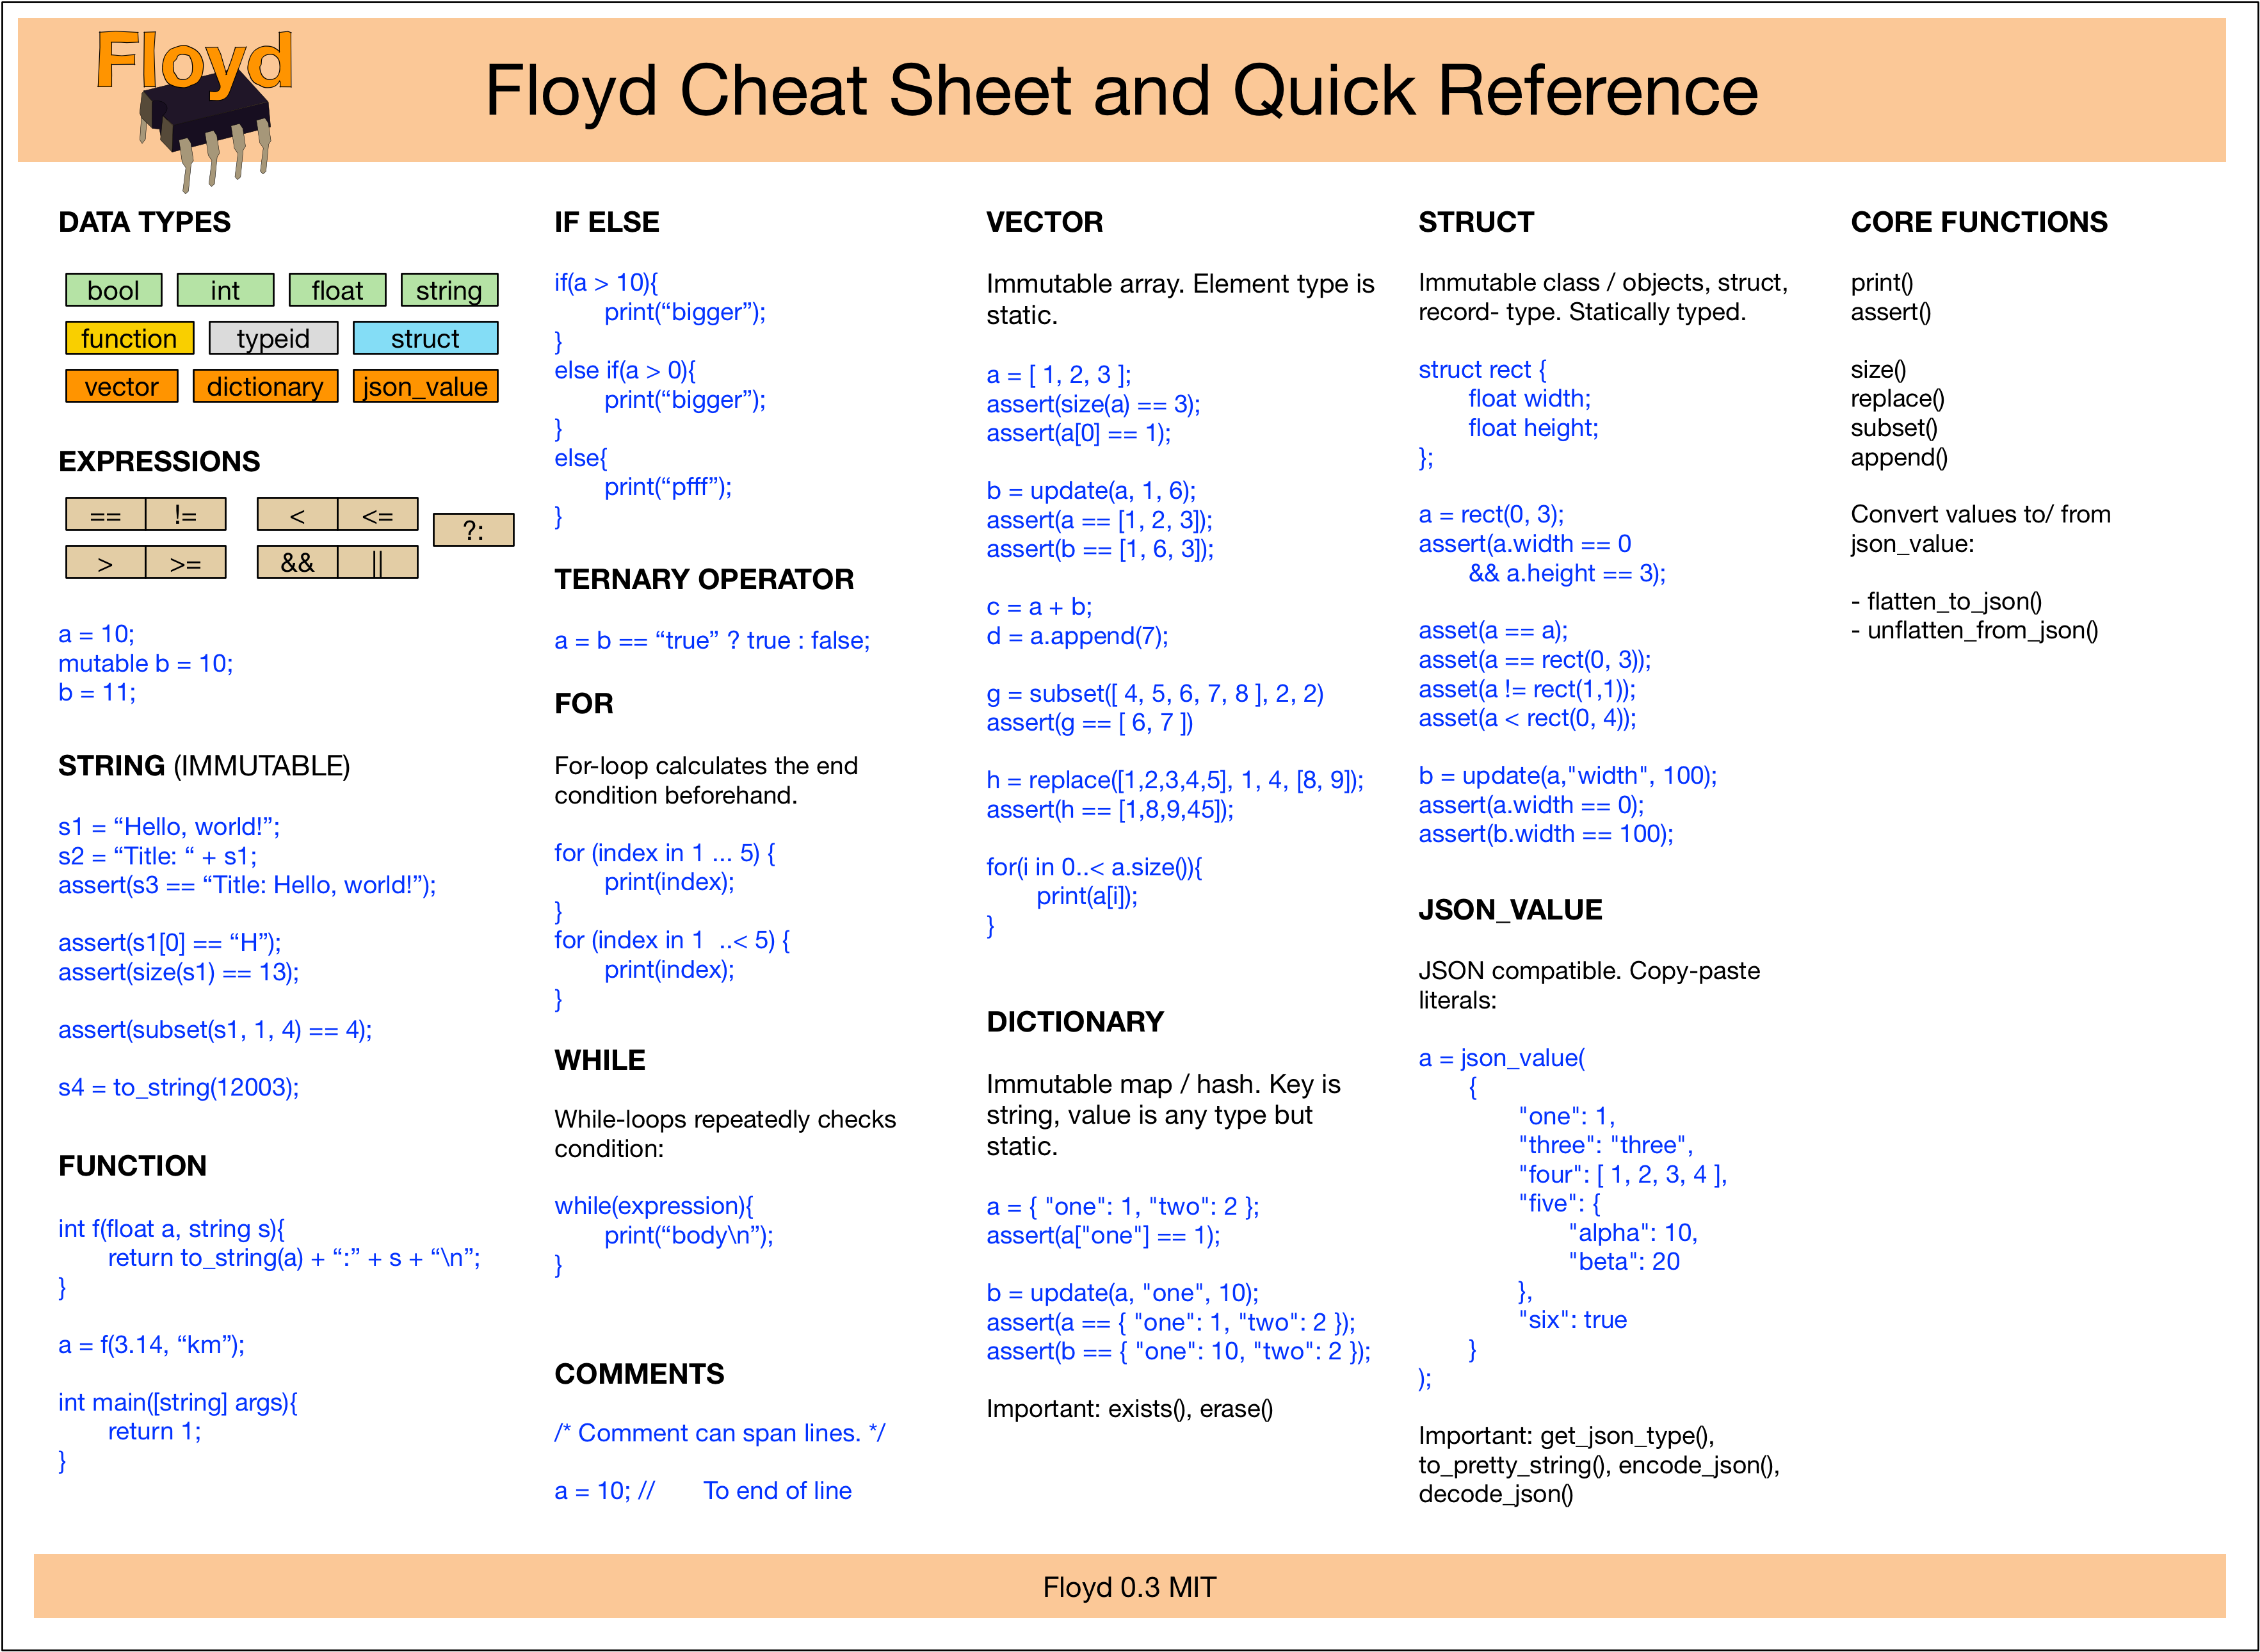 Floyd
Floyd Cheat Sheet and Quick Reference
DATA TYPES
bool int float string
function typeid struct
vector dictionary json_value
EXPRESSIONS
== != < <= ?:
> >= && ||
a = 10;
mutable b = 10;
b = 11;
STRING (IMMUTABLE)
s1 = “Hello, world!”;
s2 = “Title: “ + s1;
assert(s3 == “Title: Hello, world!”);
assert(s1[0] == “H”);
assert(size(s1) == 13);
assert(subset(s1, 1, 4) == 4);
s4 = to_string(12003);
FUNCTION
int f(float a, string s){
return to_string(a) + “:” + s + “\n”;
}
a = f(3.14, “km”);
int main([string] args){
return 1;
}
IF ELSE
if(a > 10){
print(“bigger”);
}
else if(a > 0){
print(“bigger”);
}
else{
print(“pfff”);
}
TERNARY OPERATOR
a = b == “true” ? true : false;
FOR
For-loop calculates the end
condition beforehand.
for (index in 1 ... 5) {
print(index);
}
for (index in 1 ..< 5) {
print(index);
}
WHILE
While-loops repeatedly checks
condition:
while(expression){
print(“body\n”);
}
COMMENTS
/* Comment can span lines. */
a = 10; // To end of line
VECTOR
Immutable array. Element type is
static.
a = [ 1, 2, 3 ];
assert(size(a) == 3);
assert(a[0] == 1);
b = update(a, 1, 6);
assert(a == [1, 2, 3]);
assert(b == [1, 6, 3]);
c = a + b;
d = a.append(7);
g = subset([ 4, 5, 6, 7, 8 ], 2, 2)
assert(g == [ 6, 7 ])
h = replace([1,2,3,4,5], 1, 4, [8, 9]);
assert(h == [1,8,9,45]);
for(i in 0..< a.size()){
print(a[i]);
}
DICTIONARY
Immutable map / hash. Key is
string, value is any type but
static.
a = { "one": 1, "two": 2 };
assert(a["one"] == 1);
b = update(a, "one", 10);
assert(a == { "one": 1, "two": 2 });
assert(b == { "one": 10, "two": 2 });
Important: exists(), erase()
STRUCT
Immutable class / objects, struct,
record- type. Statically typed.
struct rect {
float width;
float height;
};
a = rect(0, 3);
assert(a.width == 0
&& a.height == 3);
asset(a == a);
asset(a == rect(0, 3));
asset(a != rect(1,1));
asset(a < rect(0, 4));
b = update(a,"width", 100);
assert(a.width == 0);
assert(b.width == 100);
JSON_VALUE
JSON compatible. Copy-paste
literals:
a = json_value(
{
"one": 1,
"three": "three",
"four": [ 1, 2, 3, 4 ],
"five": {
"alpha": 10,
"beta": 20
},
"six": true
}
);
Important: get_json_type(),
to_pretty_string(), encode_json(),
decode_json()
CORE FUNCTIONS
print()
assert()
size()
replace()
subset()
append()
Convert values to/ from
json_value:
- flatten_to_json()
- unflatten_from_json()
Floyd 0.3 MIT